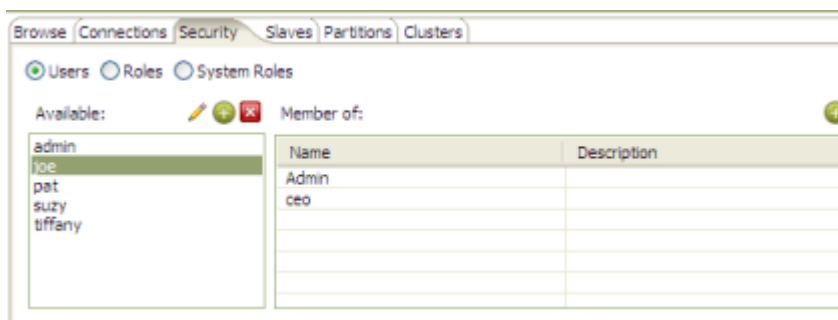 Browse Connections Security Slaves Partitions Clusters
Users Roles System Roles
Available: Member of:
admin
joe
pat
suzy
tiffany
Name Description
Admin
ceo